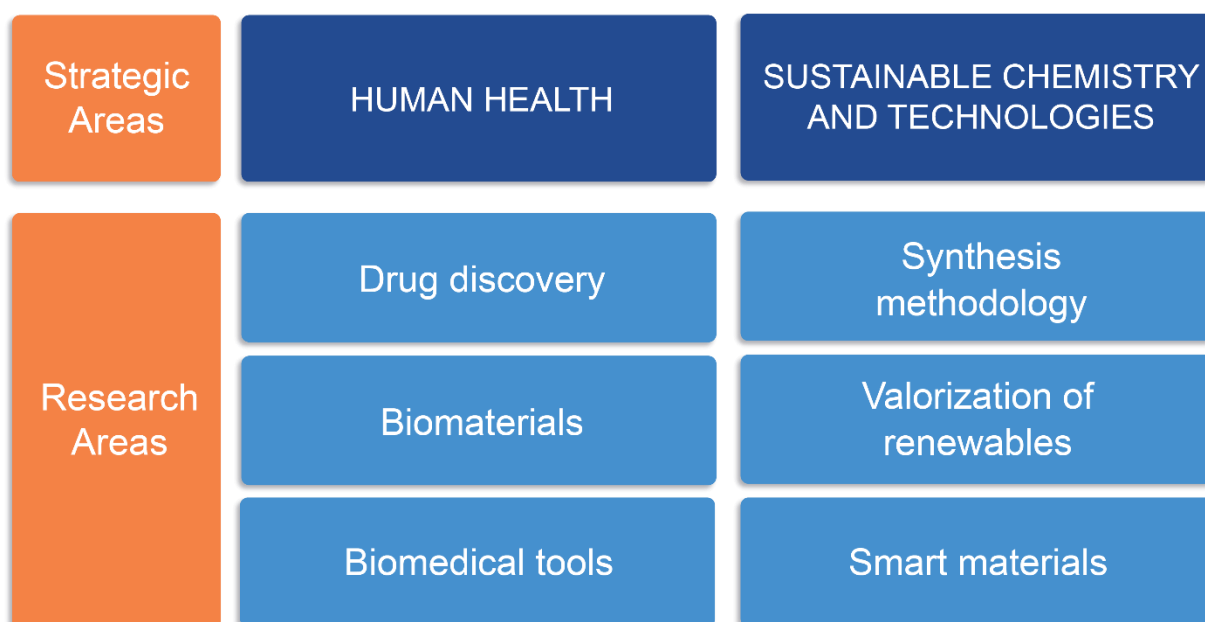 Strategic
Areas
HUMAN HEALTH
SUSTAINABLE CHEMISTRY
AND TECHNOLOGIES
Research
Areas
Drug discovery
Synthesis
methodology
Biomaterials
Valorization of
renewables
Biomedical tools
Smart materials